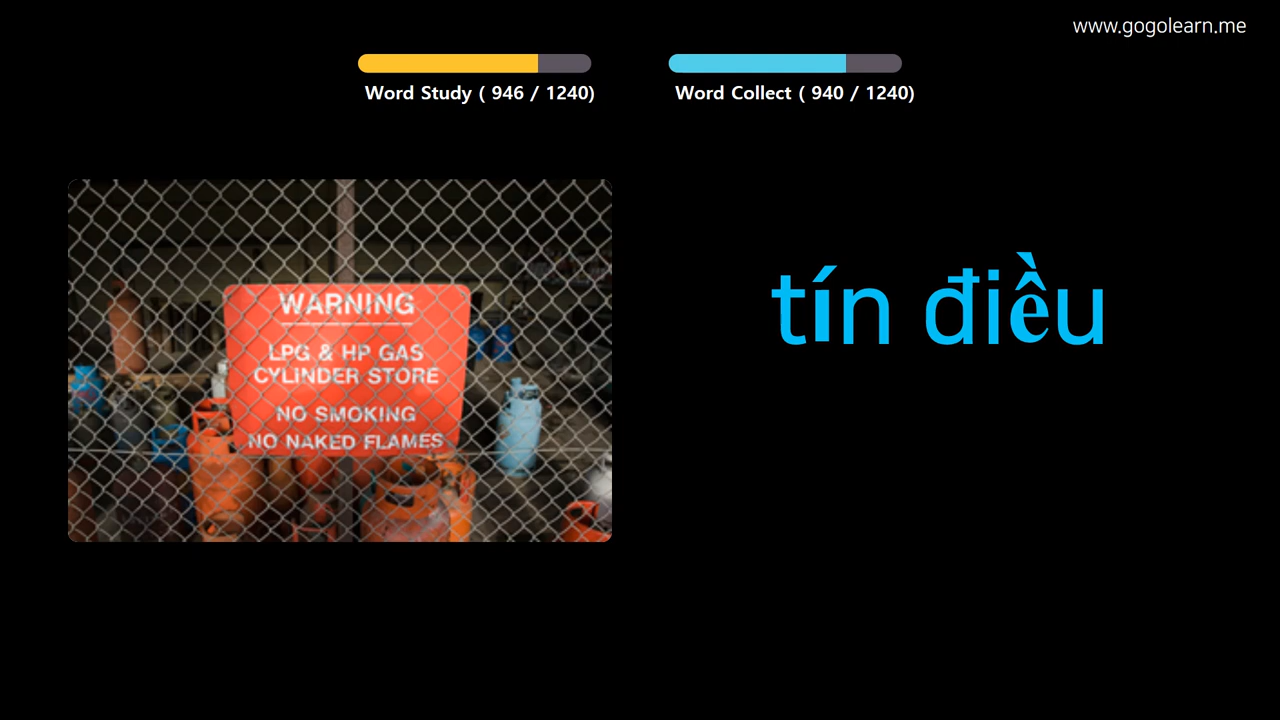 www.gogolearn.me
Word Study ( 946 / 1240)
Word Collect ( 940 / 1240)
WARNING
LPG & HP GAS
CYLINDER STORE
NO SMOKING
NO NAKED FLAMES
tín điều